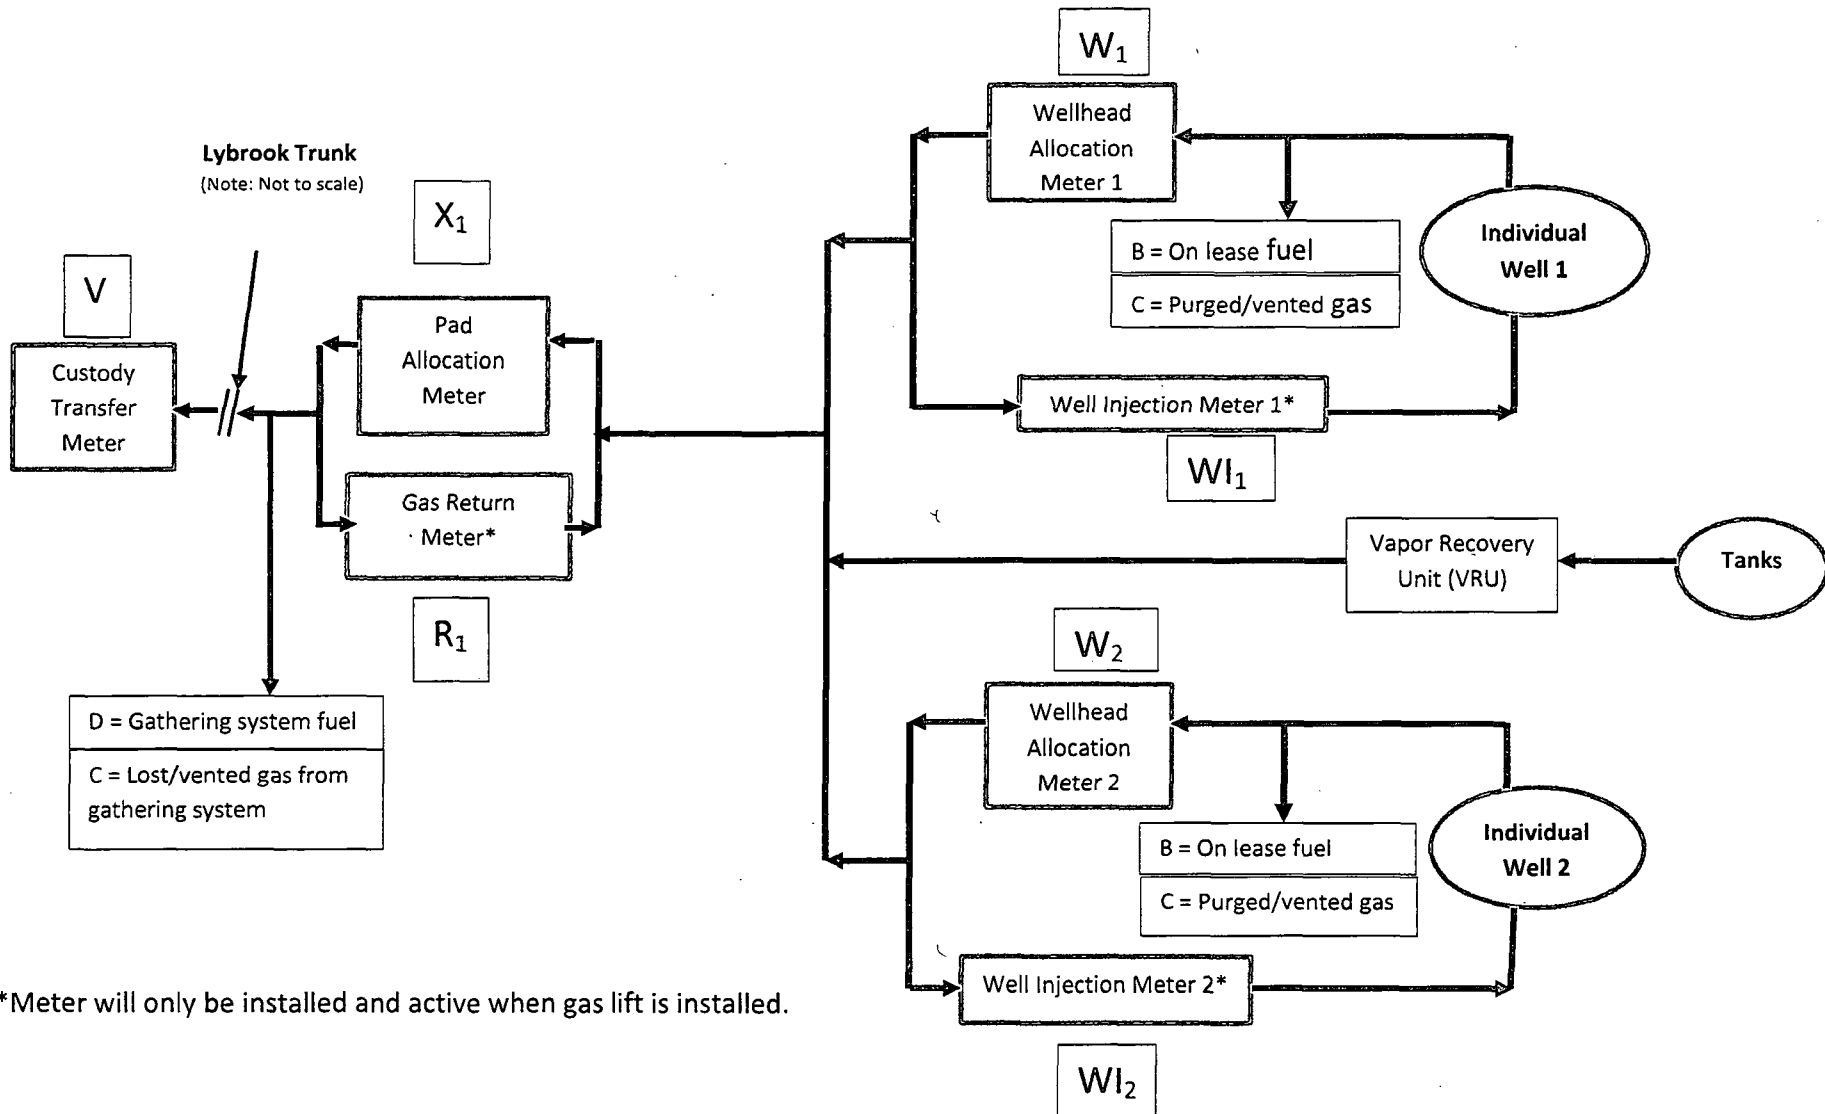 W₁
Wellhead
Allocation
Meter 1
Lybrook Trunk
(Note: Not to scale)
X₁
B = On lease fuel
C = Purged/vented gas
Individual
Well 1
V
Pad
Allocation
Meter
Custody
Transfer
Meter
Well Injection Meter 1*
WI₁
Gas Return
Meter*
Vapor Recovery
Unit (VRU)
Tanks
R₁
W₂
D = Gathering system fuel
C = Lost/vented gas from
gathering system
Wellhead
Allocation
Meter 2
B = On lease fuel
C = Purged/vented gas
Individual
Well 2
Well Injection Meter 2*
*Meter will only be installed and active when gas lift is installed.
WI₂